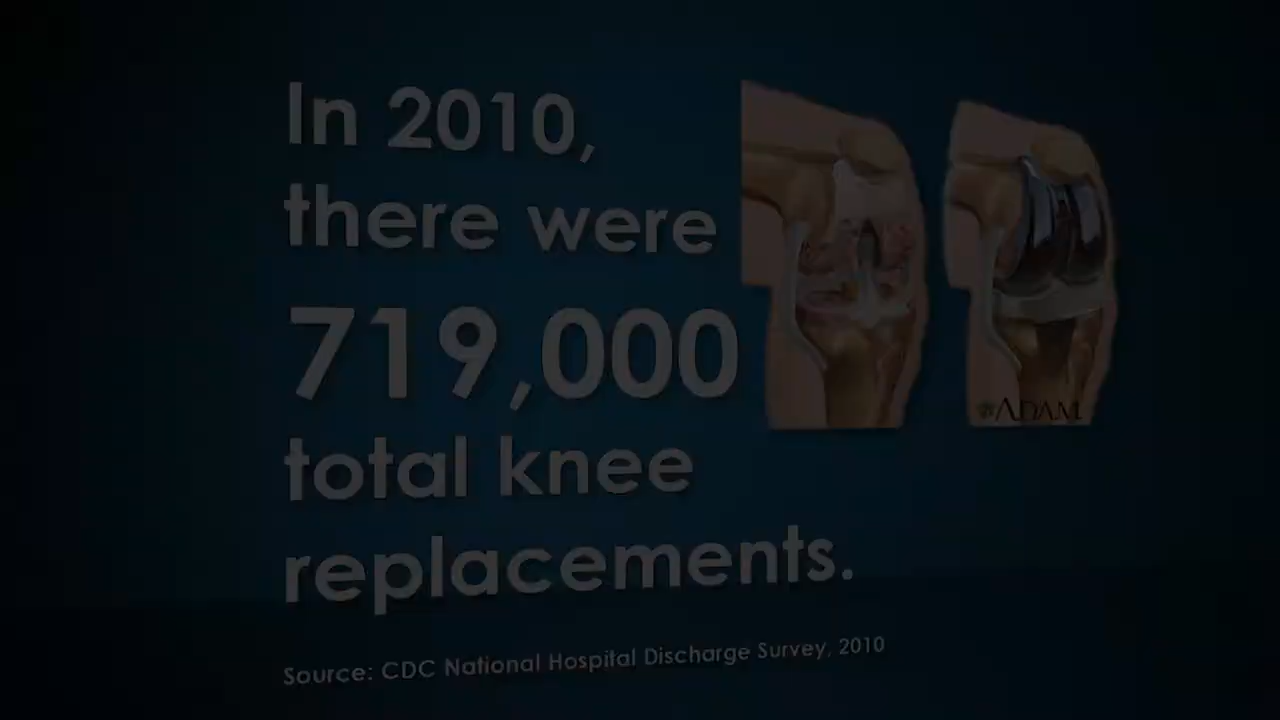 In 2010,
there were
719,000
total knee
replacements.
Source: CDC National Hospital Discharge Survey, 2010
ADAM